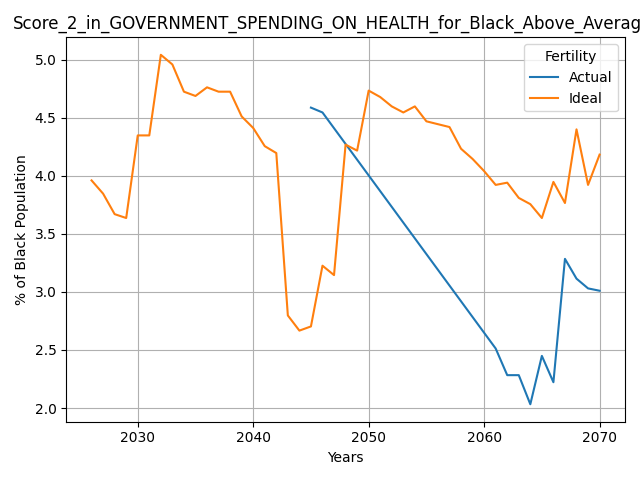 Score_2_in_GOVERNMENT_SPENDING_ON_HEALTH_for_Black_Above_Averag
Fertility
Actual
Ideal
5.0
4.5
4.0
3.5
3.0
2.5
2.0
% of Black Population
2030 2040 2050 2060 2070
Years